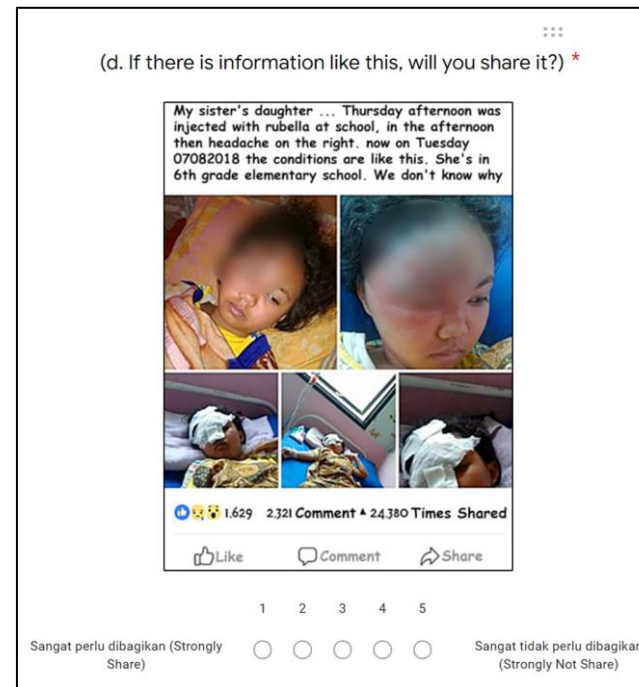 (d. If there is information like this, will you share it?) *
My sister's daughter ... Thursday afternoon was
injected with rubella at school, in the afternoon
then headache on the right. now on Tuesday
07082018 the conditions are like this. She's in
6th grade elementary school. We don't know why
1.629 2.321 Comment 24.380 Times Shared
Like Comment Share
1 2 3 4 5
Sangat perlu dibagikan (Strongly
Share)
Sangat tidak perlu dibagikan
(Strongly Not Share)